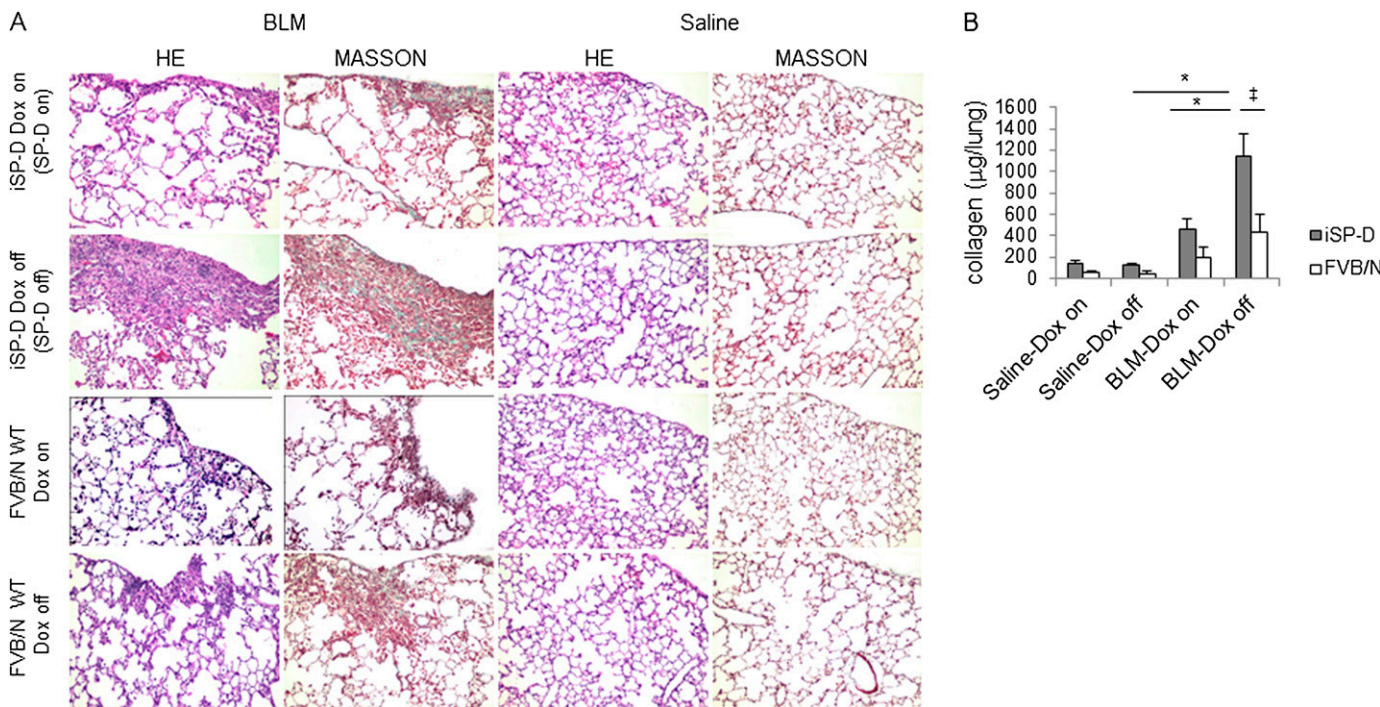 A
BLM
Saline
HE
MASSON
HE
MASSON
iSP-D Dox on
(SP-D on)
iSP-D Dox off
(SP-D off)
FVB/N WT
Dox on
FVB/N WT
Dox off
B
*
*
‡
collagen (µg/lung)
1600
1400
1200
1000
800
600
400
200
0
Saline-Dox on
Saline-Dox off
BLM-Dox on
BLM-Dox off
iSP-D
FVB/N